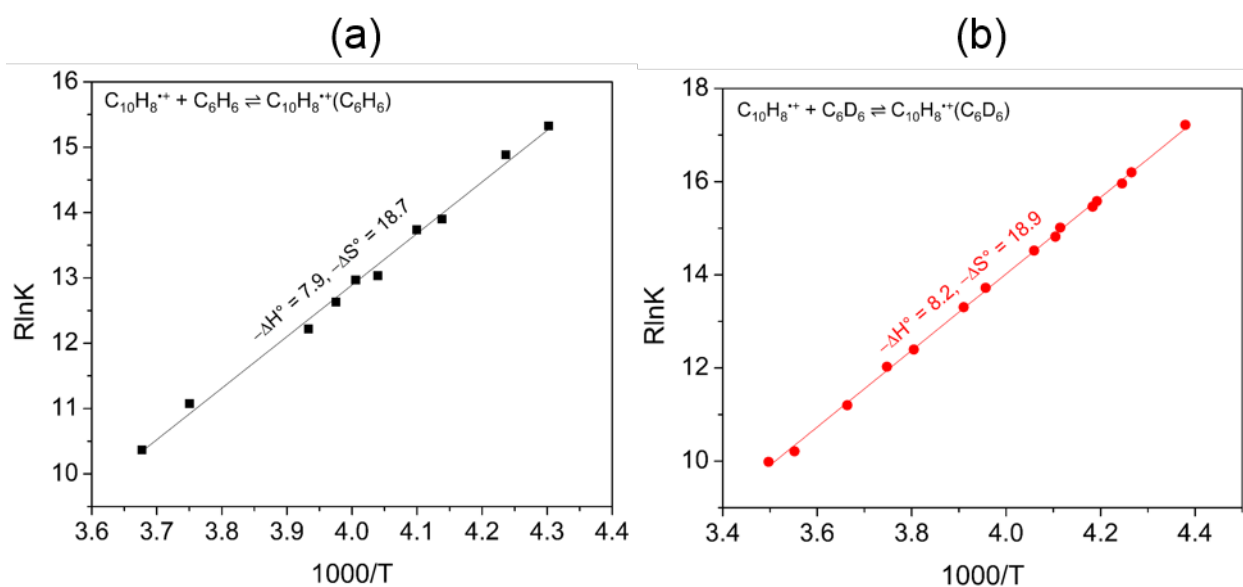 (a)
(b)
16
15
14
13
12
11
10
RlnK
C₁₀H₈•⁺ + C₆H₆ ⇌ C₁₀H₈•⁺(C₆H₆)
−ΔH° = 7.9, −ΔS° = 18.7
3.6 3.7 3.8 3.9 4.0 4.1 4.2 4.3 4.4
1000/T
18
16
14
12
10
RlnK
C₁₀H₈•⁺ + C₆D₆ ⇌ C₁₀H₈•⁺(C₆D₆)
−ΔH° = 8.2, −ΔS° = 18.9
3.4 3.6 3.8 4.0 4.2 4.4
1000/T